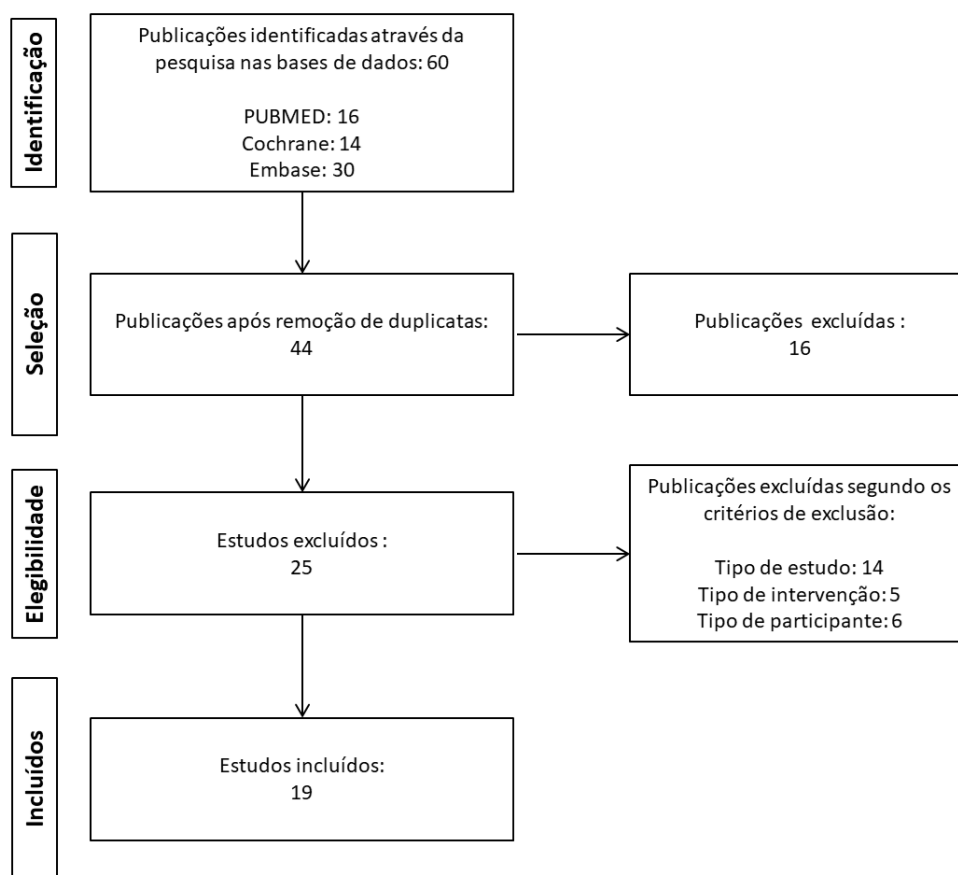 Identificação
Publicações identificadas através da
pesquisa nas bases de dados: 60
PUBMED: 16
Cochrane: 14
Embase: 30
Seleção
Publicações após remoção de duplicatas:
44
Publicações excluídas :
16
Elegibilidade
Estudos excluídos :
25
Publicações excluídas segundo os
critérios de exclusão:
Tipo de estudo: 14
Tipo de intervenção: 5
Tipo de participante: 6
Incluídos
Estudos incluídos:
19